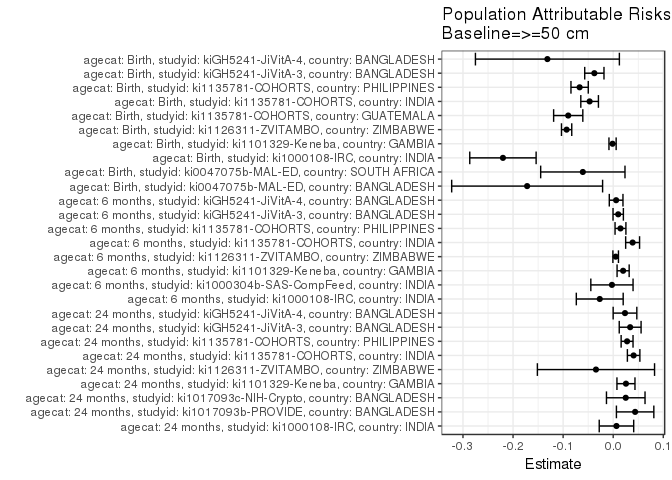 Population Attributable Risks
Baseline=>=50 cm
agecat: Birth, studyid: kiGH5241-JiVitA-4, country: BANGLADESH
agecat: Birth, studyid: kiGH5241-JiVitA-3, country: BANGLADESH
agecat: Birth, studyid: ki1135781-COHORTS, country: PHILIPPINES
agecat: Birth, studyid: ki1135781-COHORTS, country: INDIA
agecat: Birth, studyid: ki1135781-COHORTS, country: GUATEMALA
agecat: Birth, studyid: ki1126311-ZVITAMBO, country: ZIMBABWE
agecat: Birth, studyid: ki1101329-Keneba, country: GAMBIA
agecat: Birth, studyid: ki1000108-IRC, country: INDIA
agecat: Birth, studyid: ki0047075b-MAL-ED, country: SOUTH AFRICA
agecat: Birth, studyid: ki0047075b-MAL-ED, country: BANGLADESH
agecat: 6 months, studyid: kiGH5241-JiVitA-4, country: BANGLADESH
agecat: 6 months, studyid: kiGH5241-JiVitA-3, country: BANGLADESH
agecat: 6 months, studyid: ki1135781-COHORTS, country: PHILIPPINES
agecat: 6 months, studyid: ki1135781-COHORTS, country: INDIA
agecat: 6 months, studyid: ki1126311-ZVITAMBO, country: ZIMBABWE
agecat: 6 months, studyid: ki1101329-Keneba, country: GAMBIA
agecat: 6 months, studyid: ki1000304b-SAS-CompFeed, country: INDIA
agecat: 6 months, studyid: ki1000108-IRC, country: INDIA
agecat: 24 months, studyid: kiGH5241-JiVitA-4, country: BANGLADESH
agecat: 24 months, studyid: kiGH5241-JiVitA-3, country: BANGLADESH
agecat: 24 months, studyid: ki1135781-COHORTS, country: PHILIPPINES
agecat: 24 months, studyid: ki1135781-COHORTS, country: INDIA
agecat: 24 months, studyid: ki1126311-ZVITAMBO, country: ZIMBABWE
agecat: 24 months, studyid: ki1101329-Keneba, country: GAMBIA
agecat: 24 months, studyid: ki1017093c-NIH-Crypto, country: BANGLADESH
agecat: 24 months, studyid: ki1017093b-PROVIDE, country: BANGLADESH
agecat: 24 months, studyid: ki1000108-IRC, country: INDIA
-0.3 -0.2 -0.1 0.0 0.1
Estimate